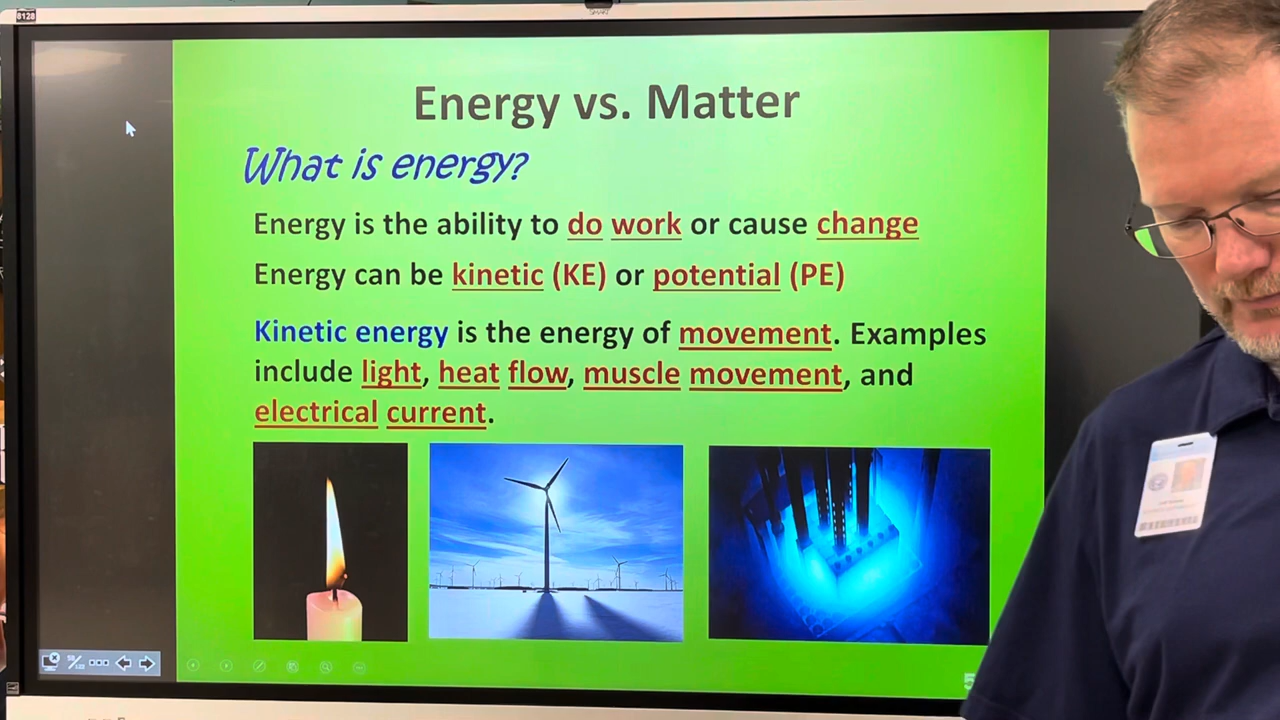 Energy vs. Matter
What is energy?
Energy is the ability to do work or cause change
Energy can be kinetic (KE) or potential (PE)
Kinetic energy is the energy of movement. Examples
include light, heat flow, muscle movement, and
electrical current.
5